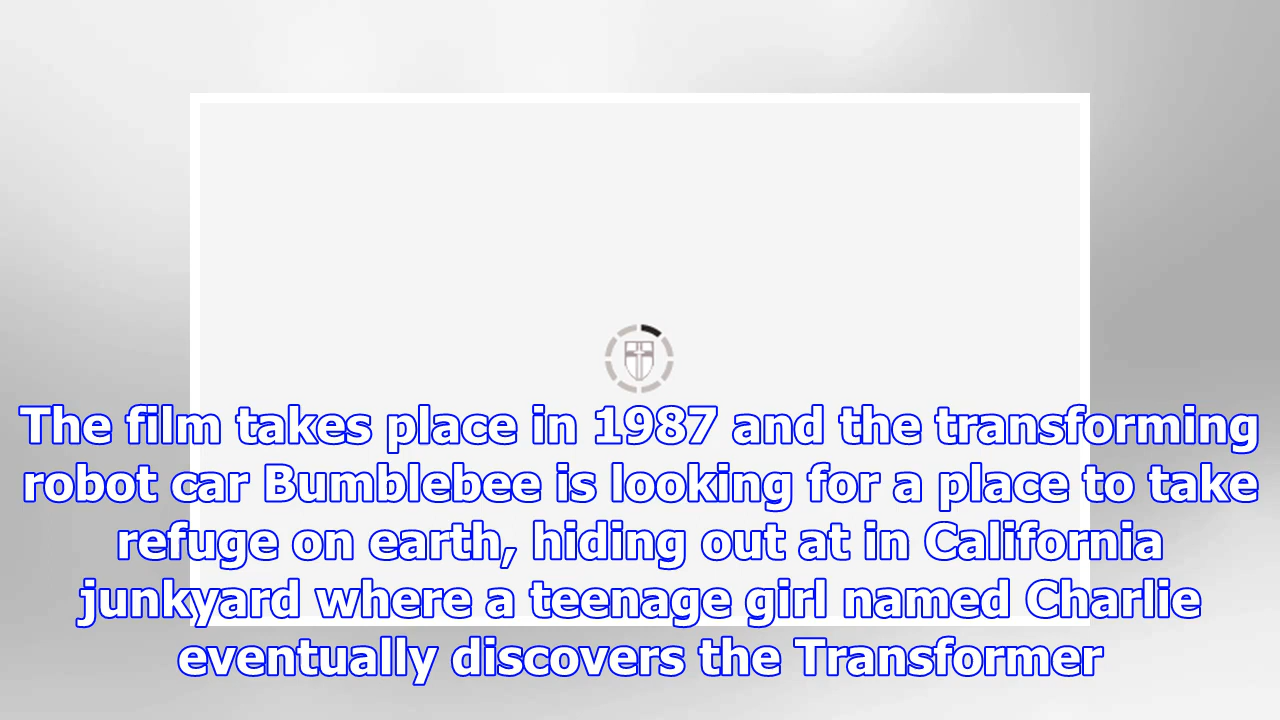 The film takes place in 1987 and the transforming
robot car Bumblebee is looking for a place to take
refuge on earth, hiding out at in California
junkyard where a teenage girl named Charlie
eventually discovers the Transformer